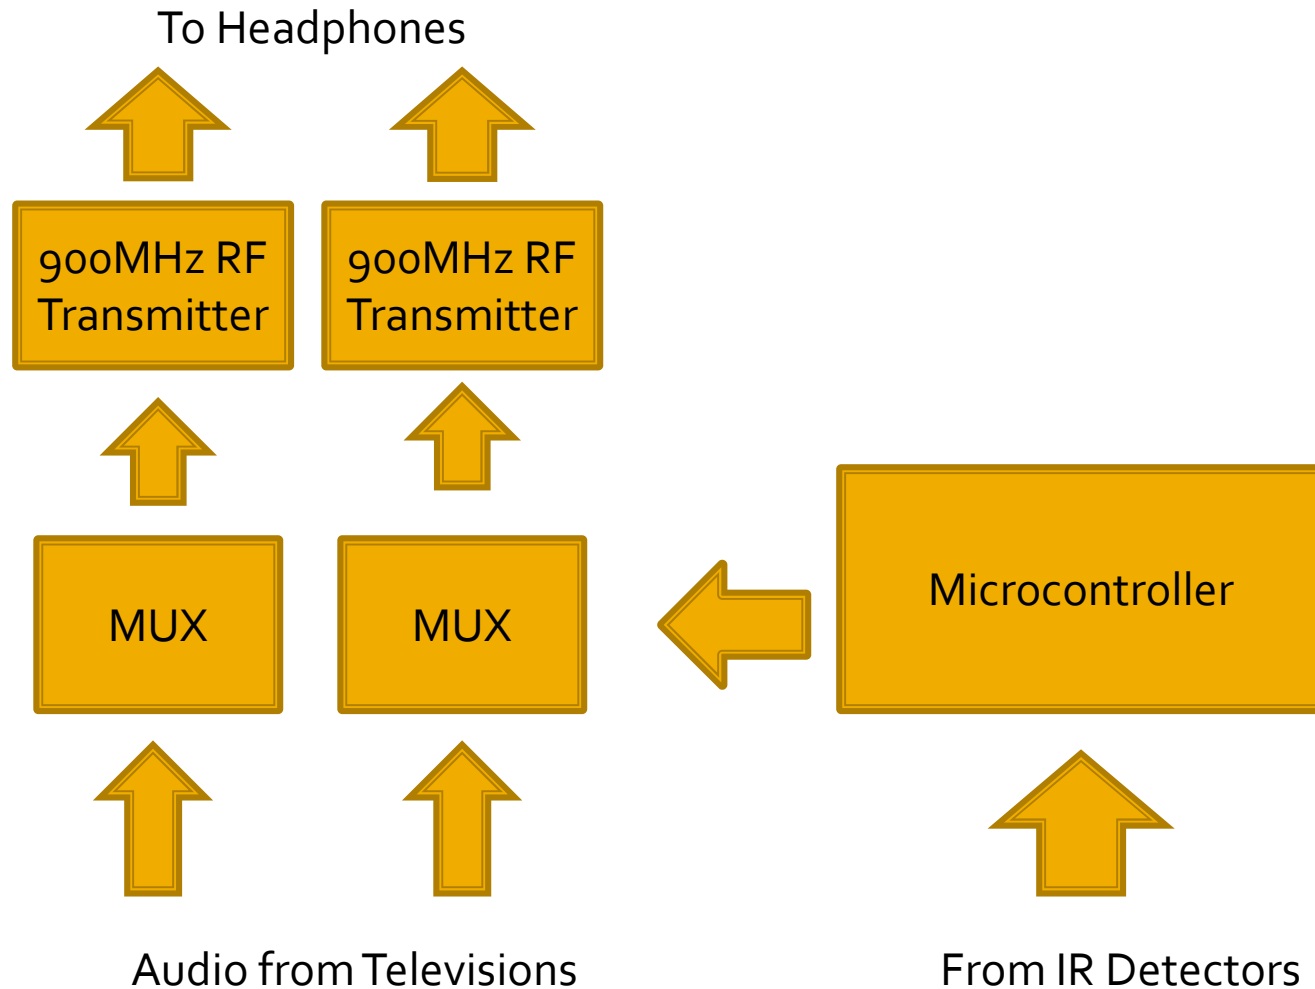 To Headphones
900MHz RF
Transmitter
900MHz RF
Transmitter
MUX
MUX
Microcontroller
Audio from Televisions
From IR Detectors